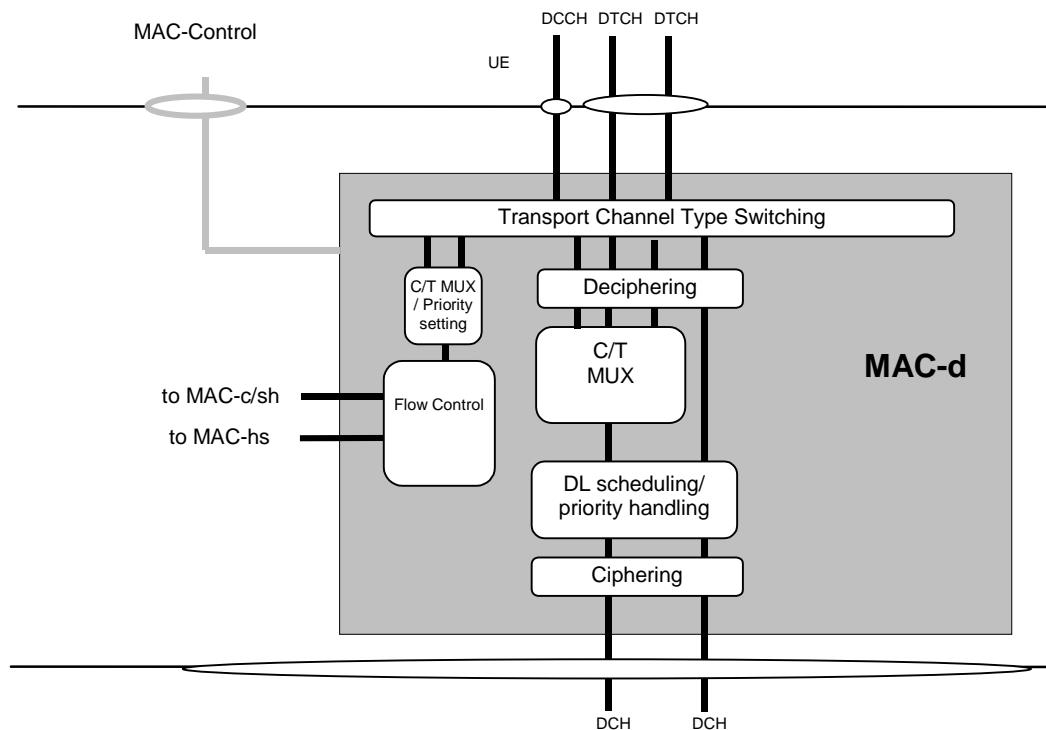 DCCH DTCH DTCH
MAC-Control
UE
Transport Channel Type Switching
C/T MUX
/ Priority
setting
Deciphering
C/T
MUX
MAC-d
to MAC-c/sh
Flow Control
to MAC-hs
DL scheduling/
priority handling
Ciphering
DCH DCH